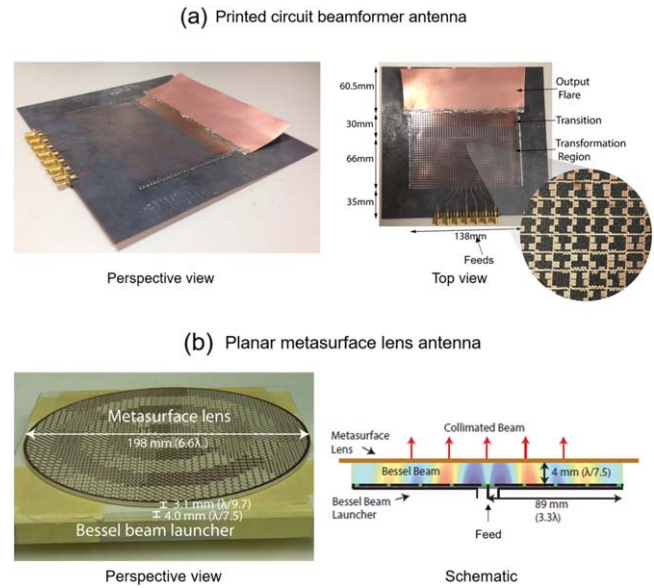 (a) Printed circuit beamformer antenna
60.5mm
30mm
66mm
35mm
138mm
Output
Flare
Transition
Transformation
Region
Feeds
Perspective view
Top view
(b) Planar metasurface lens antenna
Metasurface lens
198 mm (6.6λ)
3.1 mm (λ/9.7)
4.0 mm (λ/7.5)
Bessel beam launcher
Collimated Beam
Metasurface
Lens
Bessel Beam
4 mm (λ/7.5)
Bessel Beam
Launcher
89 mm
(3.3λ)
Feed
Perspective view
Schematic